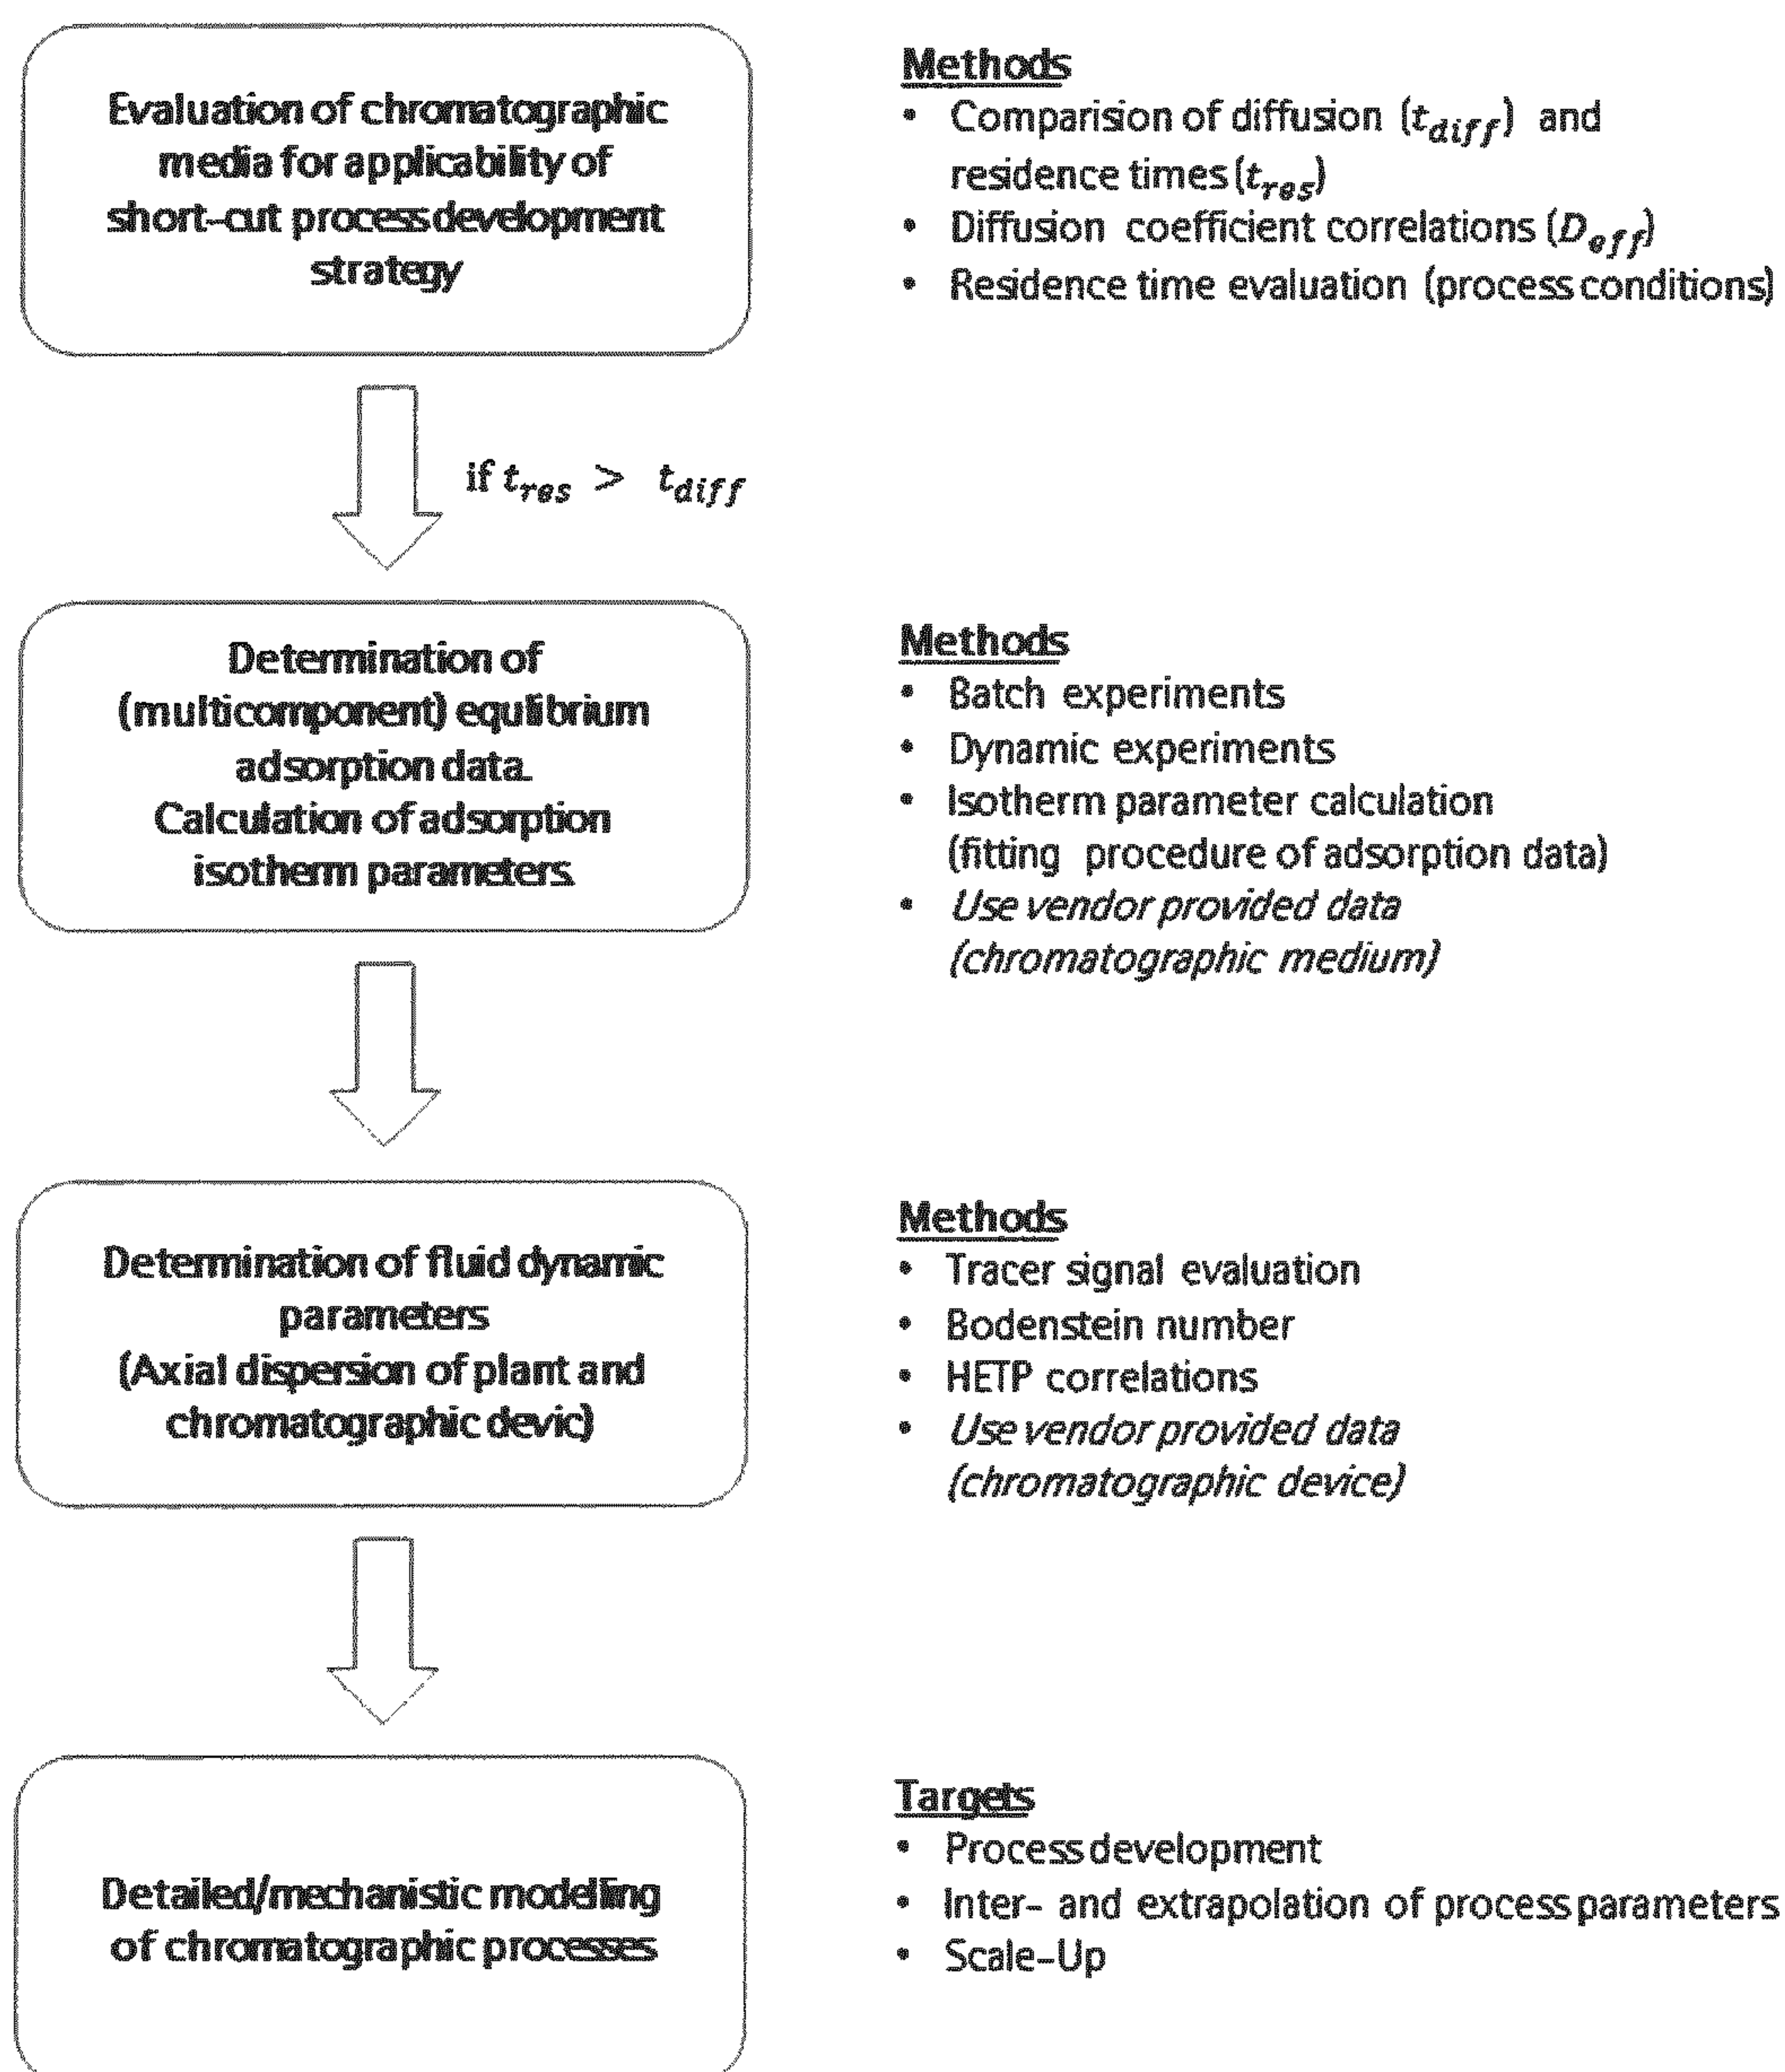 Evaluation of chromatographic
media for applicability of
short-cut process development
strategy
Methods
• Comparision of diffusion (t_diff) and
residence times (t_res)
• Diffusion coefficient correlations (D_eff)
• Residence time evaluation (process conditions)
if t_res > t_diff
Determination of
(multicomponent) equlibrium
adsorption data.
Calculation of adsorption
isotherm parameters.
Methods
• Batch experiments
• Dynamic experiments
• Isotherm parameter calculation
(fitting procedure of adsorption data)
• Use vendor provided data
(chromatographic medium)
Determination of fluid dynamic
parameters
(Axial dispersion of plant and
chromatographic devic)
Methods
• Tracer signal evaluation
• Bodenstein number
• HETP correlations
• Use vendor provided data
(chromatographic device)
Detailed/mechanistic modelling
of chromatographic processes
Targets
• Process development
• Inter- and extrapolation of process parameters
• Scale-Up